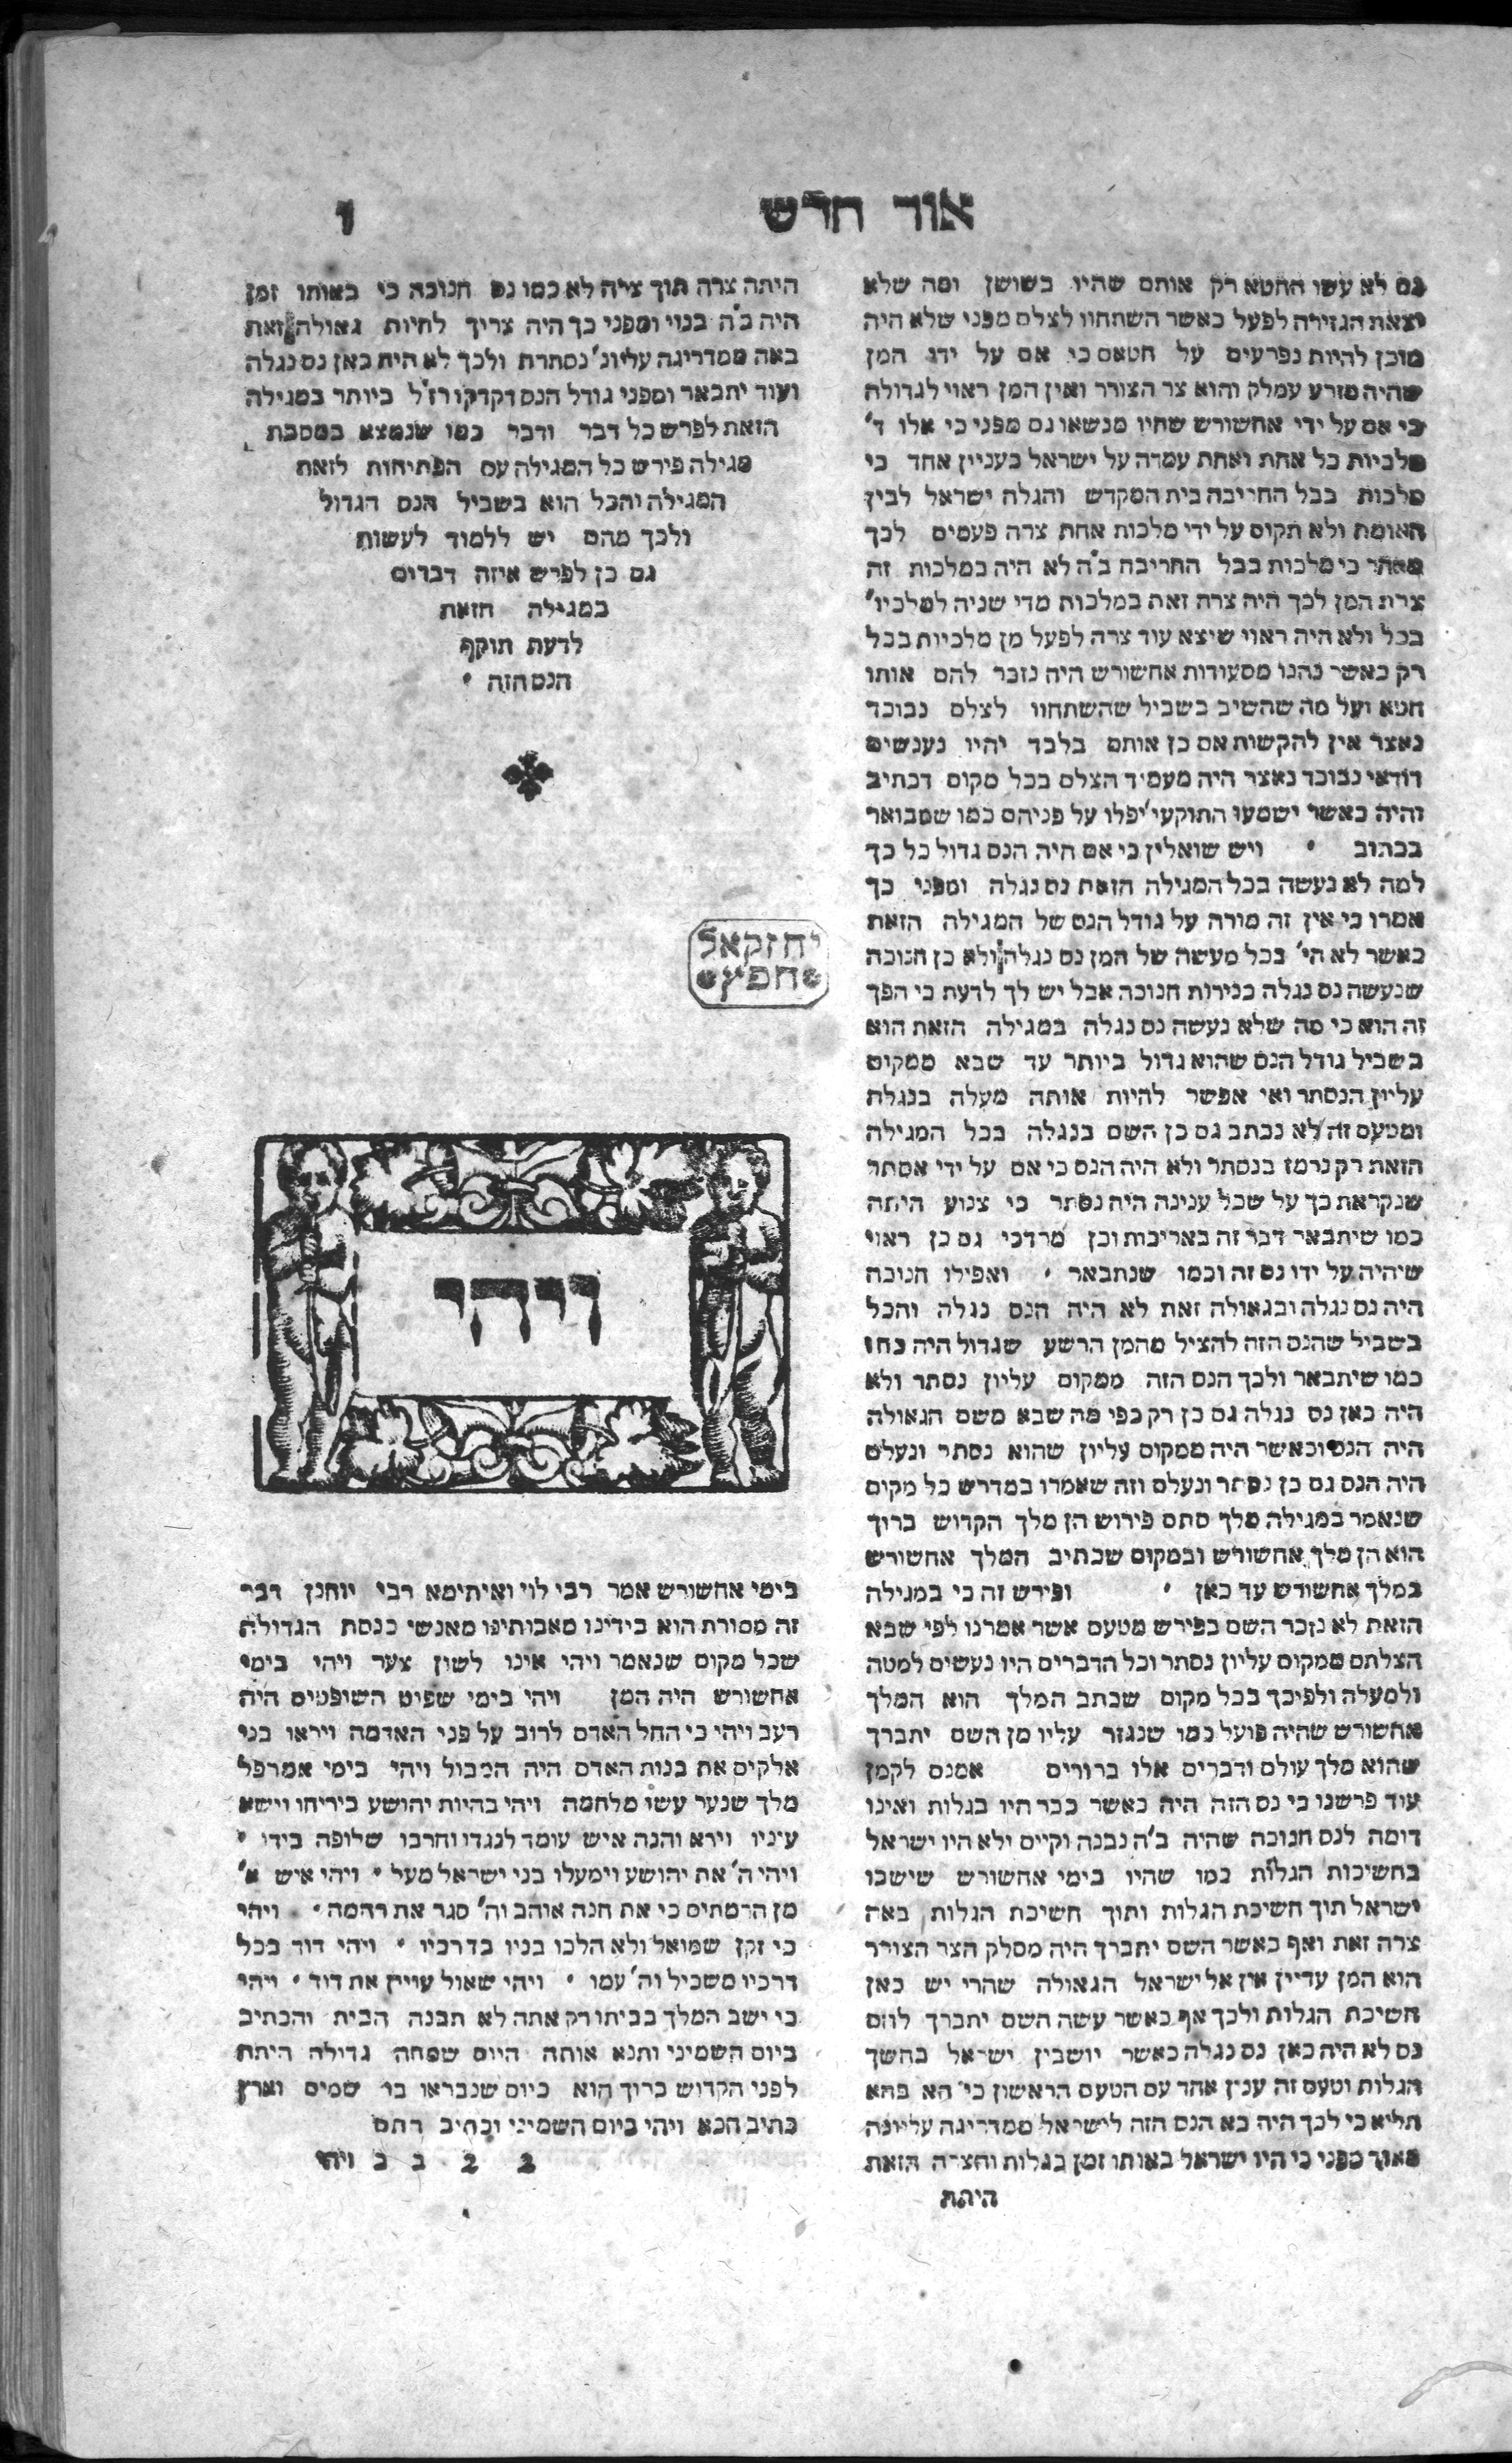 אור חדש
ו
גם לא עשו החטא רק אותם שהיו בשושן ומה שלא
יצאת הגזירה לפעל כאשר השתחוו לצלם מפני שלא היה
מוכן להיות נפרעים על חטאם כי אם על ידי המן
שהיה מזרע עמלק והוא צר הצורר ואין המן ראוי לגדולה
כי אם על ידי אחשורש שהיו מנשאו גם מפני כי אלו ד'
מלכיות כל אחת ואחת עמדה על ישראל בעניין אחד כי
מלכות בבל החריבה בית המקדש והגלה ישראל לבין
האומות ולא תקום על ידי מלכות אחת צרה פעמים לכך
מאחר כי מלכות בבל החריבה ב"ה לא היה במלכות זה
צרת המן לכך היה צרה זאת במלכות מדי שניה למלכיו'
בבל ולא היה ראוי שיצא עוד צרה לפעל מן מלכיות בבל
רק כאשר נהנו מסעודות אחשורש היה נזכר להם אותו
חטא ועל מה שהשיב בשביל שהשתחוו לצלם נבוכד
נאצר אין להקשות אם כן אותם בלבד יהיו נענשים
דודאי נבוכד נאצר היה מעמיד הצלם בכל מקום דכתיב
והיה כאשר ישמעו התוקעי' יפלו על פניהם כמו שמבואר
בכתוב ' ויש שואלין כי אם היה הנס גדול כל כך
למה לא נעשה בכל המגילה הזאת נס נגלה ומפני כך
אמרו כי אין זה מורה על גודל הנס של המגילה הזאת
כאשר לא הי' בכל מעשה של המן נס נגלה ולא כן חנוכה
שנעשה נס נגלה בנירות חנוכה אבל יש לך לדעת כי הפך
זה הוא כי מה שלא נעשה נס נגלה במגילה הזאת הוא
בשביל גודל הנס שהוא גדול ביותר עד שבא ממקום
עליון הנסתר ואי אפשר להיות אותה מעלה בנגלת
ומטעם זה לא נכתב גם כן השם בנגלה בכל המגילה
הזאת רק נרמז בנסתר ולא היה הנס כי אם על ידי אסתר
שנקראת כך על שכל ענינה היה נסתר כי צנוע היתה
כמו שיתבאר דבר זה באריכות וכן מרדכי גם כן ראוי
שיהיה על ידו נס זה וכמו שנתבאר ' ואפילו חנוכה
היה נס נגלה ובגאולה זאת לא היה הנס נגלה והכל
בשביל שהנס הזה להציל מהמן הרשע שגדול היה כחו
כמו שיתבאר ולכך הנס הזה ממקום עליון נסתר ולא
היה כאן נס נגלה גם כן רק כפי מה שבא משם הגאולה
היה הנס וכאשר היה ממקום עליון שהוא נסתר ונעלם
היה הנס גם כן נסתר ונעלם וזה שאמרו במדרש כל מקום
שנאמר במגילה מלך סתם פירוש הן מלך הקדוש ברוך
הוא הן מלך אחשורש ובמקום שכתיב המלך אחשורש
במלך אחשורש עד כאן ' ופירש זה כי במגילה
הזאת לא נזכר השם בפירש מטעם אשר אמרנו לפי שבא
הצלתם ממקום עליון נסתר וכל הדברים היו נעשים למטה
ולמעלה ולפיכך בכל מקום שכתב המלך הוא המלך
אחשורש שהיה פועל כמו שנגזר עליו מן השם יתברך
שהוא מלך עולם ודברים אלו ברורים אמנם לקמן
עוד פרשנו כי נס הזה היה כאשר כבר היו בגלות ואינו
דומה לנס חנוכה שהיה ב'ה נבנה וקיים ולא היו ישראל
בחשיכות הגלות כמו שהיו בימי אחשורש שישבו
ישראל תוך חשיכת הגלות ותוך חשיכת הגלות באה
צרה זאת ואף כאשר השם יתברך היה מסלק הצר הצורר
הוא המן עדיין אין אל ישראל הגאולה שהרי יש כאן
חשיכת הגלות ולכך אף כאשר עשה השם יתברך להם
נס לא היה כאן נס נגלה כאשר יושבין ישראל בחשך
הגלות וטעם זה ענין אחד עם הטעם הראשון כי הא בהא
תליא כי לכך היה בא הנס הזה לישראל ממדריגה עליונה
מאוד מפני כי היו ישראל באותו זמן בגלות והצרה הזאת
היתה
היתה צרה תוך צרה לא כמו נס חנוכה כי באותו זמן
היה ב"ה בנוי ומפני כך היה צריך להיות גאולה זאת
באה ממדריגה עליונ' נסתרת ולכך לא היה כאן נס נגלה
ועוד יתבאר ומפני גודל הנס דקדקו רז"ל ביותר במגילה
הזאת לפרש כל דבר ודבר כמו שנמצא במסכת
מגילה פירש כל המגילה עם הפתיחות לזאת
המגילה והכל הוא בשביל הנס הגדול
ולכך מהם יש ללמוד לעשות
גם כן לפרש איזה דברים
במגילה הזאת
לדעת תוקף
הנס הזה '
יחזקאל
חפץ
ויהי
בימי אחשורש אמר רבי לוי ואיתימא רבי יוחנן דבר
זה מסורת הוא בידינו מאבותינו מאנשי כנסת הגדולה
שכל מקום שנאמר ויהי אינו לשון צער ויהי בימי
אחשורש היה המן ויהי בימי שפוט השופטים היה
רעב ויהי כי החל האדם לרוב על פני האדמה ויראו בני
אלקים את בנות האדם היה המבול ויהי בימי אמרפל
מלך שנער עשו מלחמה ויהי בהיות יהושע ביריחו וישא
עיניו וירא והנה איש עומד לנגדו וחרבו שלופה בידו '
ויהי ה' את יהושע וימעלו בני ישראל מעל ' ויהי איש א'
מן הרמתים כי את חנה אוהב וה' סגר את רחמה ' ויהי
כי זקן שמואל ולא הלכו בניו בדרכיו ' ויהי דוד בכל
דרכיו משכיל וה' עמו ' ויהי שאול עויין את דוד ' ויהי
כי ישב המלך בביתו רק אתה לא תבנה הבית והכתיב
ביום השמיני ותנא אותה היום שמחה גדולה היתה
לפני הקדוש ברוך הוא כיום שנבראו בו שמים וארץ
כתיב הכא ויהי ביום השמיני וכתיב התם
ב 2 ב ב ויהי